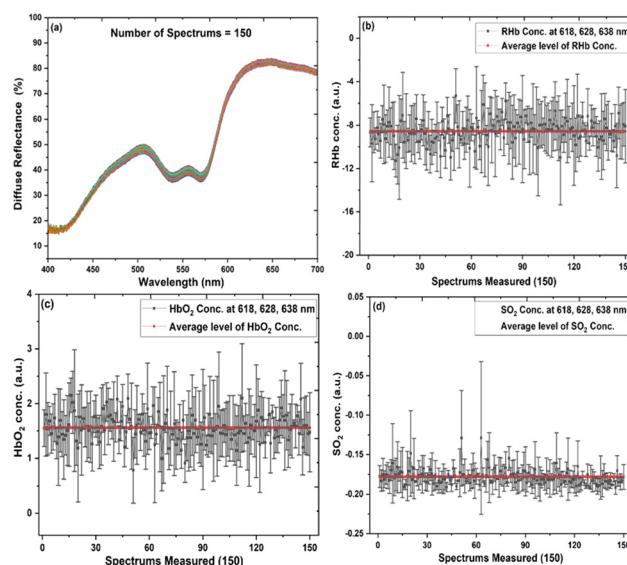 (a)
Number of Spectrums = 150
Diffuse Reflectance (%)
90
80
70
60
50
40
30
20
10
400 450 500 550 600 650 700
Wavelength (nm)
(b)
RHb Conc. at 618, 628, 638 nm
Average level of RHb Conc.
RHb conc. (a.u.)
0
-4
-8
-12
-16
-20
0 30 60 90 120 150
Spectrums Measured (150)
(c)
HbO₂ Conc. at 618, 628, 638 nm
Average level of HbO₂ Conc.
HbO₂ conc. (a.u.)
4
3
2
1
0
0 30 60 90 120 150
Spectrums Measured (150)
(d)
SO₂ Conc. at 618, 628, 638 nm
Average level of SO₂ Conc.
SO₂ conc. (a.u.)
0.05
0.00
-0.05
-0.10
-0.15
-0.20
-0.25
0 30 60 90 120 150
Spectrums Measured (150)